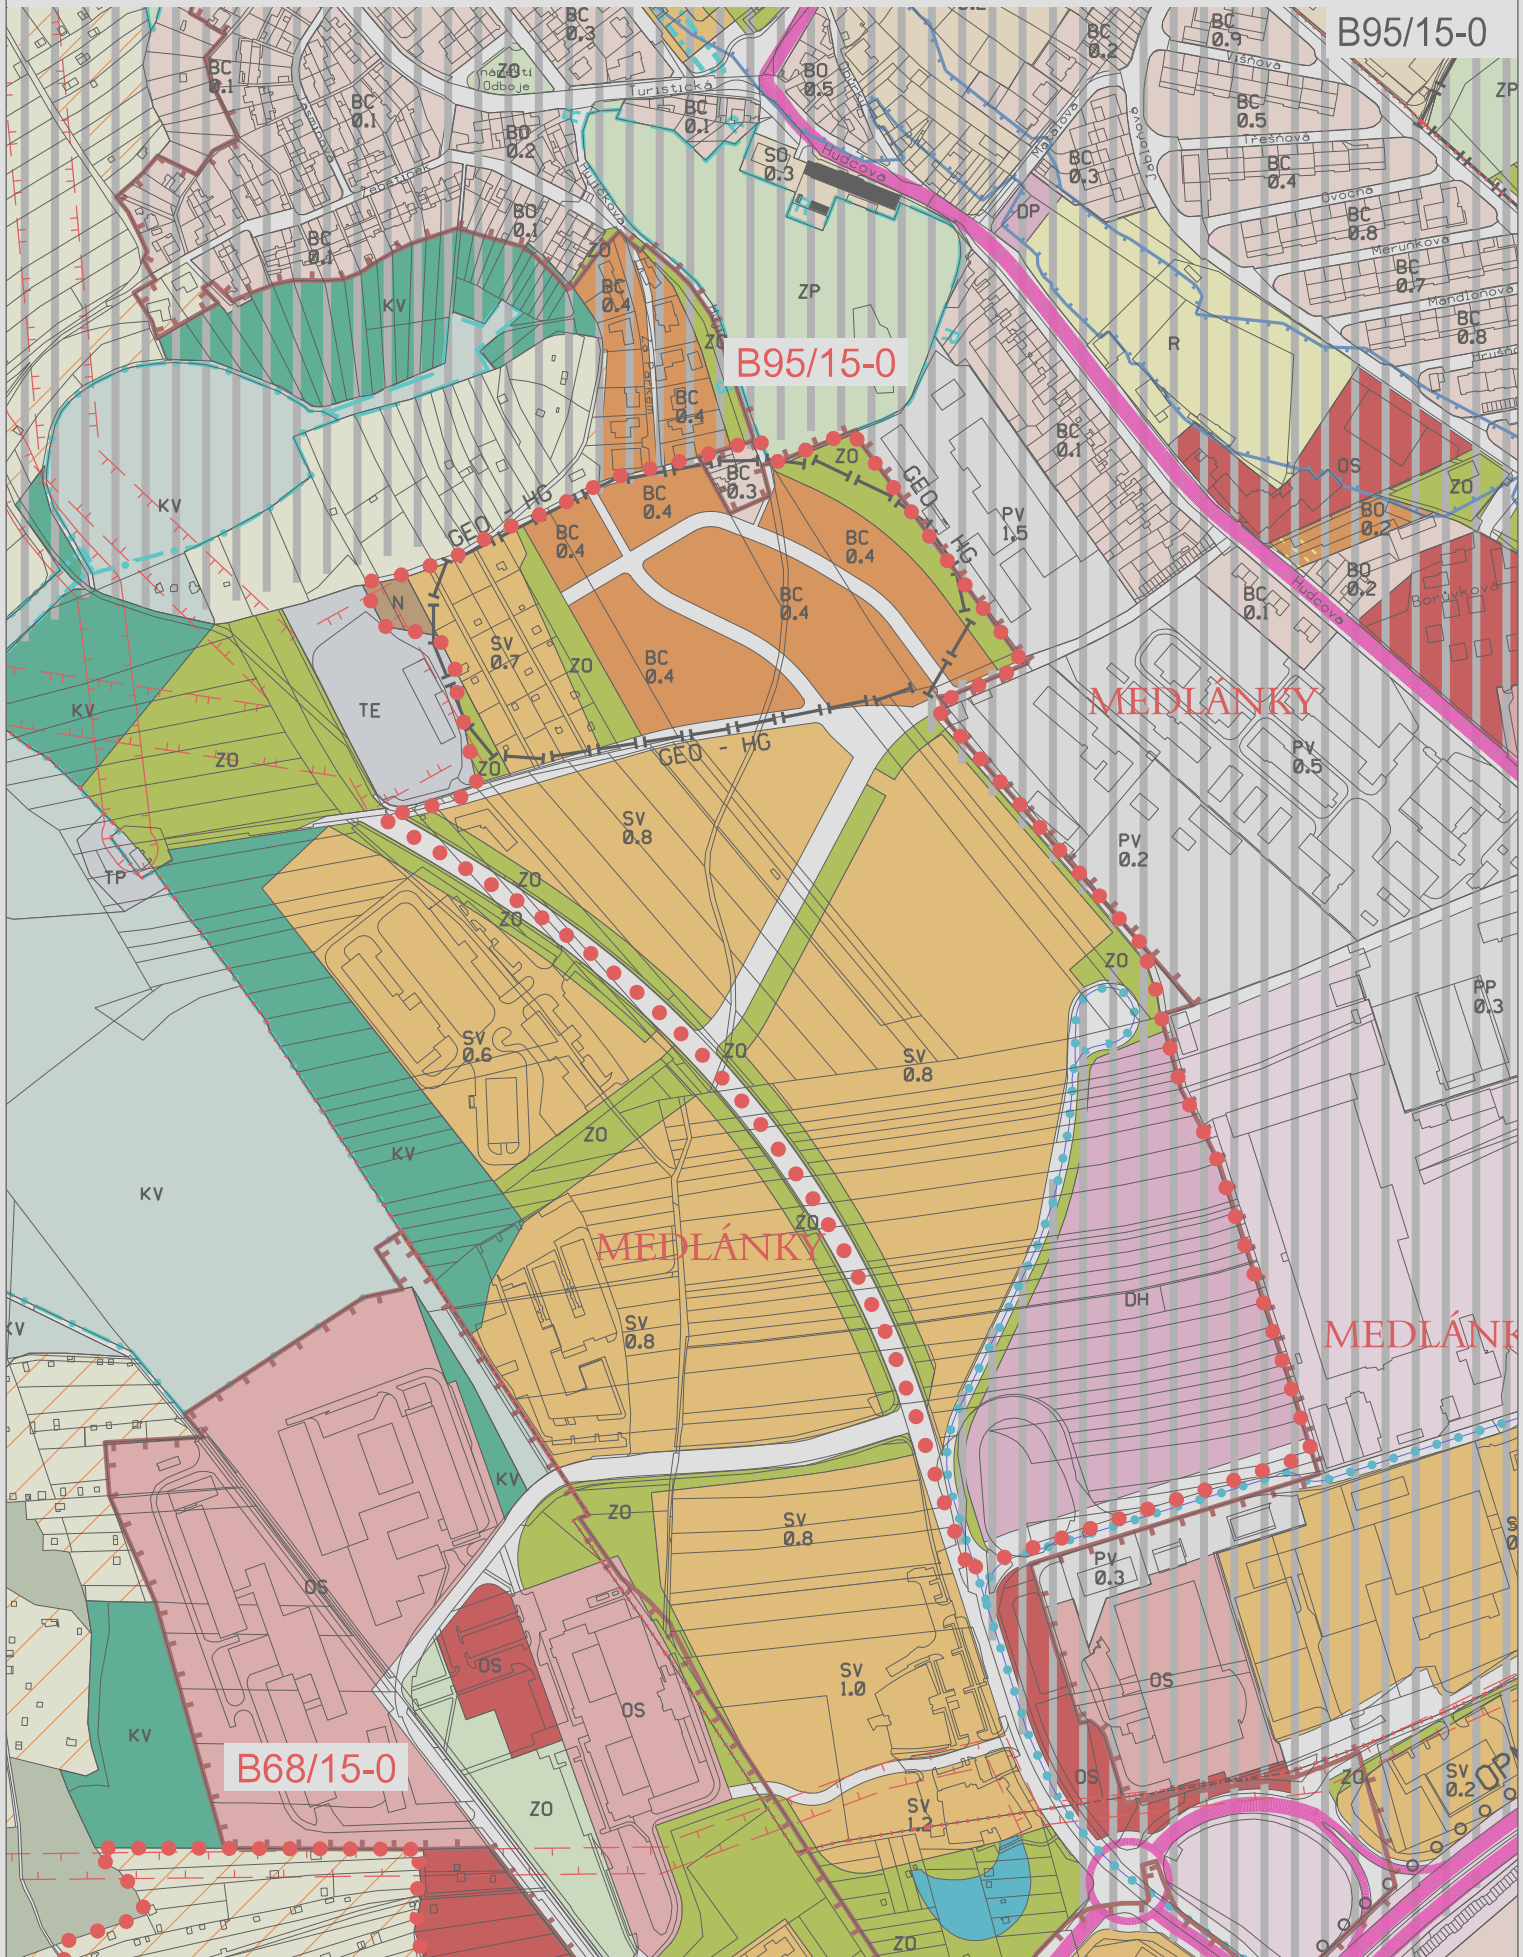 B95/15-0
BC
0.3
BC
0.2
BC
0.9
Višňová
BC
0.1
ZO
náměstí
Odboje
Turistická
BO
0.5
BC
0.1
BC
0.1
BC
0.5
ZP
BO
0.2
SO
0.3
Hudcova
BC
0.3
Třešňová
BC
0.4
Ovocná
BO
0.1
BC
0.1
DP
BC
0.8
Meruňková
ZO
BC
0.4
KV
ZP
BC
0.7
Mandloňová
BC
0.8
ZO
R
B95/15-0
BC
0.4
BC
0.1
OS
ZO
ZO
BC
0.3
BC
0.4
GEO - HG
GEO - HG
KV
BC
0.4
BC
0.4
PV
1.5
BO
0.2
BO
0.2
BC
0.4
N
BC
0.1
Hudcova
Borůvková
SV
0.7
ZO
BC
0.4
MEDLÁNKY
KV
TE
ZO
ZO
GEO - HG
PV
0.5
SV
0.8
PV
0.2
TP
ZO
ZO
ZO
PP
0.3
SV
0.6
ZO
SV
0.8
ZO
KV
KV
ZO
MEDLÁNKY
DH
SV
0.8
MEDLÁNK
KV
KV
ZO
SV
0.8
PV
0.3
OS
OS
SV
1.0
OS
OS
KV
B68/15-0
ZO
OS
SV
1.2
ZO
SV
0.2
ZO